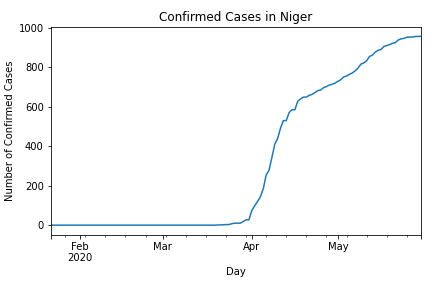 Confirmed Cases in Niger
Number of Confirmed Cases
1000
800
600
400
200
0
Feb
2020
Mar
Apr
May
Day